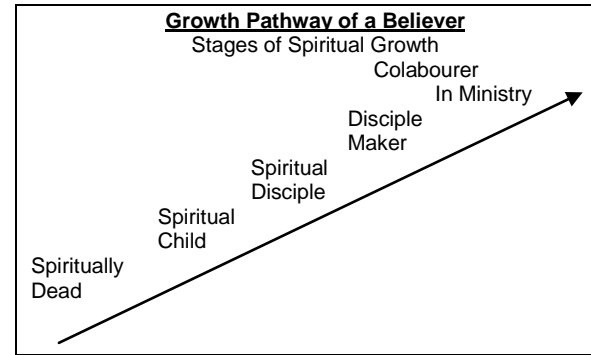 Growth Pathway of a Believer
Stages of Spiritual Growth
Colabourer
In Ministry
Disciple
Maker
Spiritual
Disciple
Spiritual
Child
Spiritually
Dead